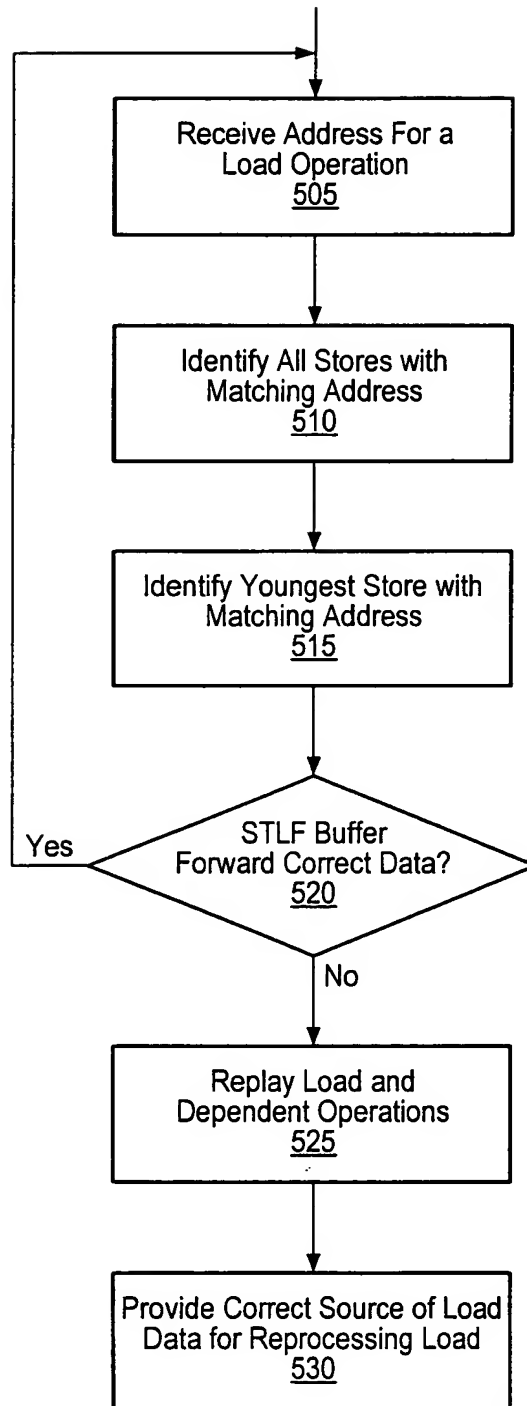 Receive Address For a
Load Operation
505
Identify All Stores with
Matching Address
510
Identify Youngest Store with
Matching Address
515
Yes
STLF Buffer
Forward Correct Data?
520
No
Replay Load and
Dependent Operations
525
Provide Correct Source of Load
Data for Reprocessing Load
530